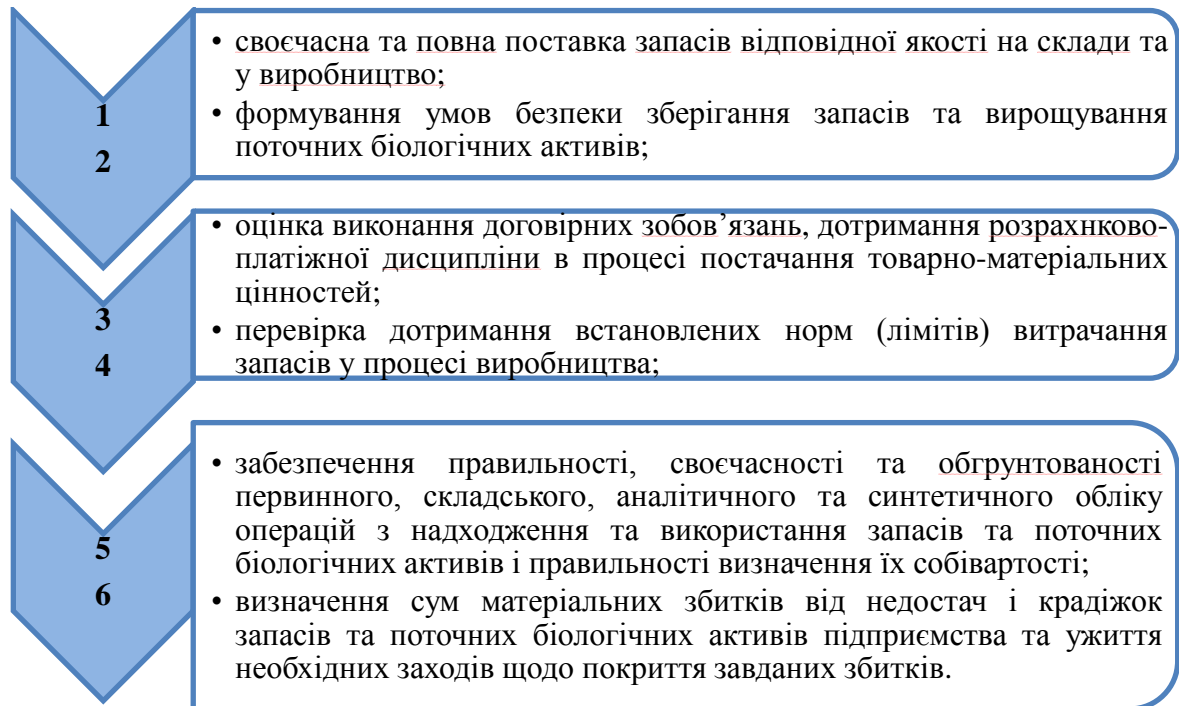 1
2
• своєчасна та повна поставка запасів відповідної якості на склади та
у виробництво;
• формування умов безпеки зберігання запасів та вирощування
поточних біологічних активів;
3
4
• оцінка виконання договірних зобов’язань, дотримання розрахнково-
платіжної дисципліни в процесі постачання товарно-матеріальних
цінностей;
• перевірка дотримання встановлених норм (лімітів) витрачання
запасів у процесі виробництва;
5
6
• забезпечення правильності, своєчасності та обгрунтованості
первинного, складського, аналітичного та синтетичного обліку
операцій з надходження та використання запасів та поточних
біологічних активів і правильності визначення їх собівартості;
• визначення сум матеріальних збитків від недостач і крадіжок
запасів та поточних біологічних активів підприємства та ужиття
необхідних заходів щодо покриття завданих збитків.